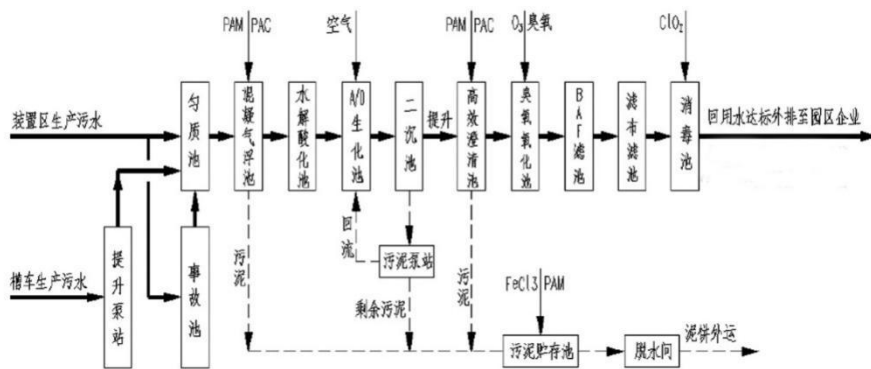 PAM PAC
空气
PAM PAC
O₃ 臭氧
ClO₂
装置区生产污水
匀质池
混凝气浮池
水解酸化池
A/O生化池
二沉池
提升
高效澄清池
臭氧氧化池
BAF滤池
滤布滤池
消毒池
回用水达标外排至园区企业
槽车生产污水
提升泵站
事故池
污泥
回流
污泥泵站
剩余污泥
污泥
FeCl3 PAM
污泥贮存池
脱水间
泥饼外运